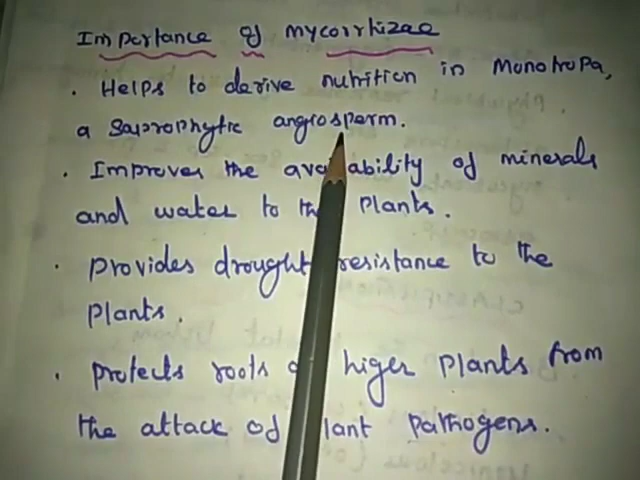 Importance of mycorrhizae
. Helps to derive nutrition in Monotropa,
a Saprophytic angiosperm.
. Improves the availability of minerals
and water to the Plants.
. Provides drought resistance to the
Plants.
. Protects roots higer Plants from
the attack of Plant pathogens.